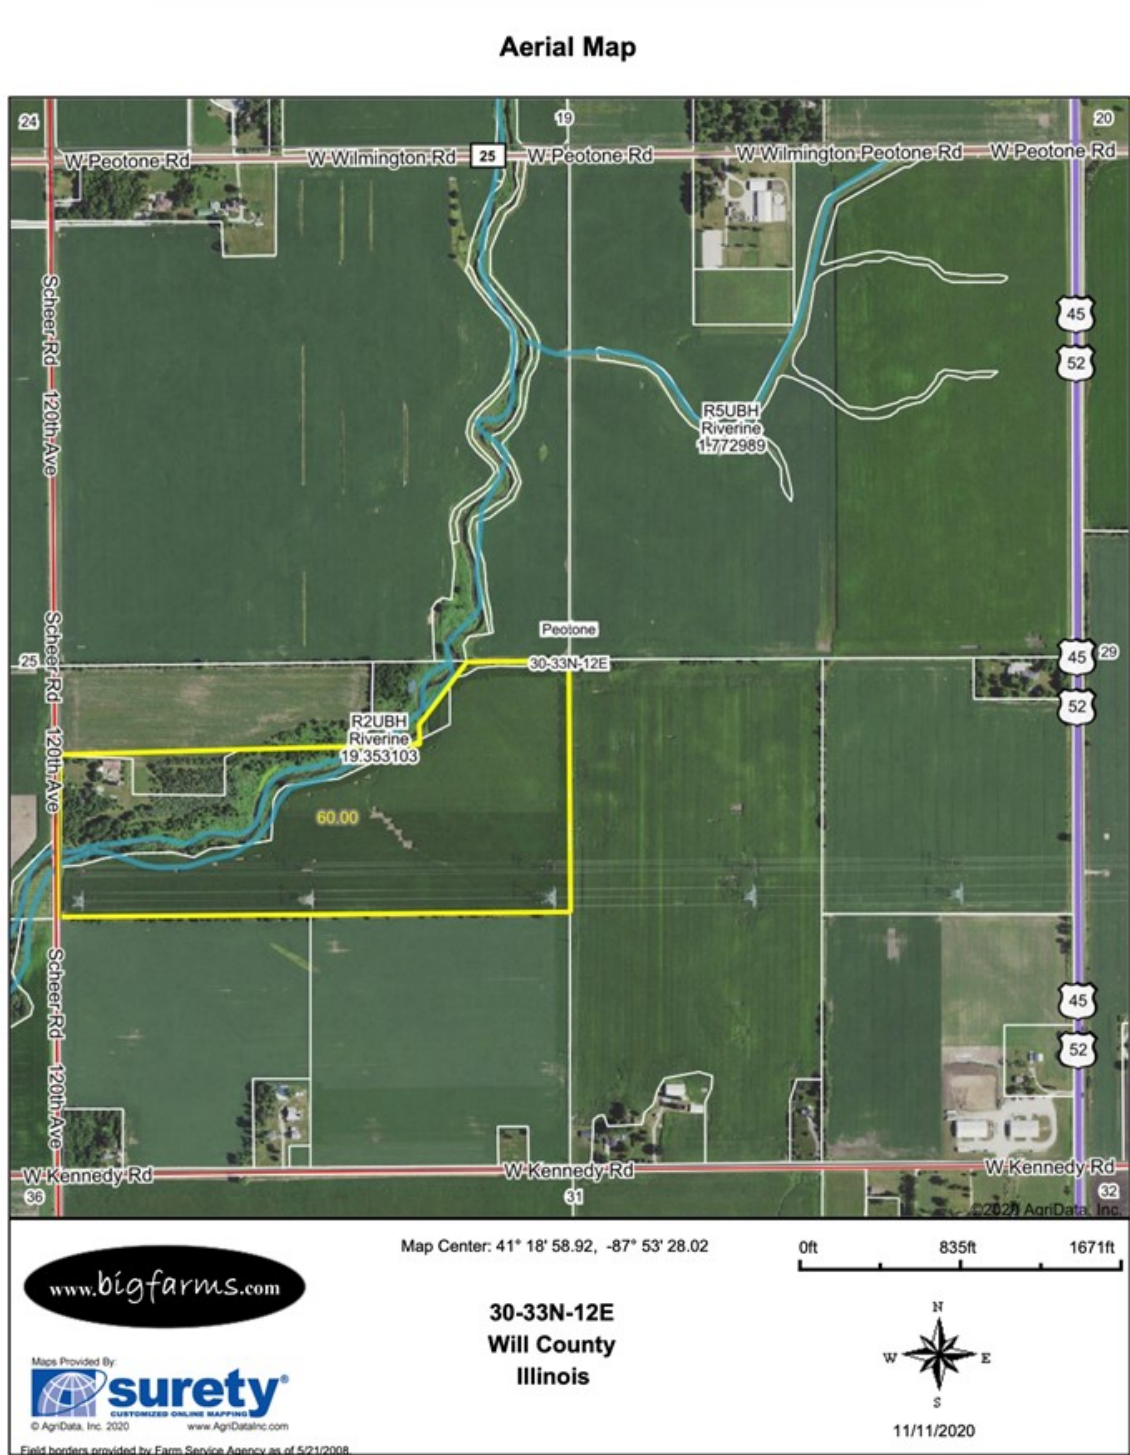 Aerial Map
24
19
20
W Peotone Rd
W Wilmington Rd
25
W Peotone Rd
W Wilmington Peotone Rd
W Peotone Rd
Scheer Rd
120th Ave
45
52
R5UBH
Riverine
1.772989
Peotone
30-33N-12E
25
Scheer Rd
120th Ave
45
29
52
R2UBH
Riverine
19.353103
60.00
Scheer Rd
120th Ave
45
52
W Kennedy Rd
W Kennedy Rd
W Kennedy Rd
36
31
32
©2020 AgriData, Inc.
Map Center: 41° 18' 58.92, -87° 53' 28.02
0ft 835ft 1671ft
www.bigfarms.com
30-33N-12E
Will County
Illinois
N
W E
S
Maps Provided By:
surety®
CUSTOMIZED ONLINE MAPPING
© AgriData, Inc. 2020 www.AgriDataInc.com
11/11/2020
Field borders provided by Farm Service Agency as of 5/21/2008.